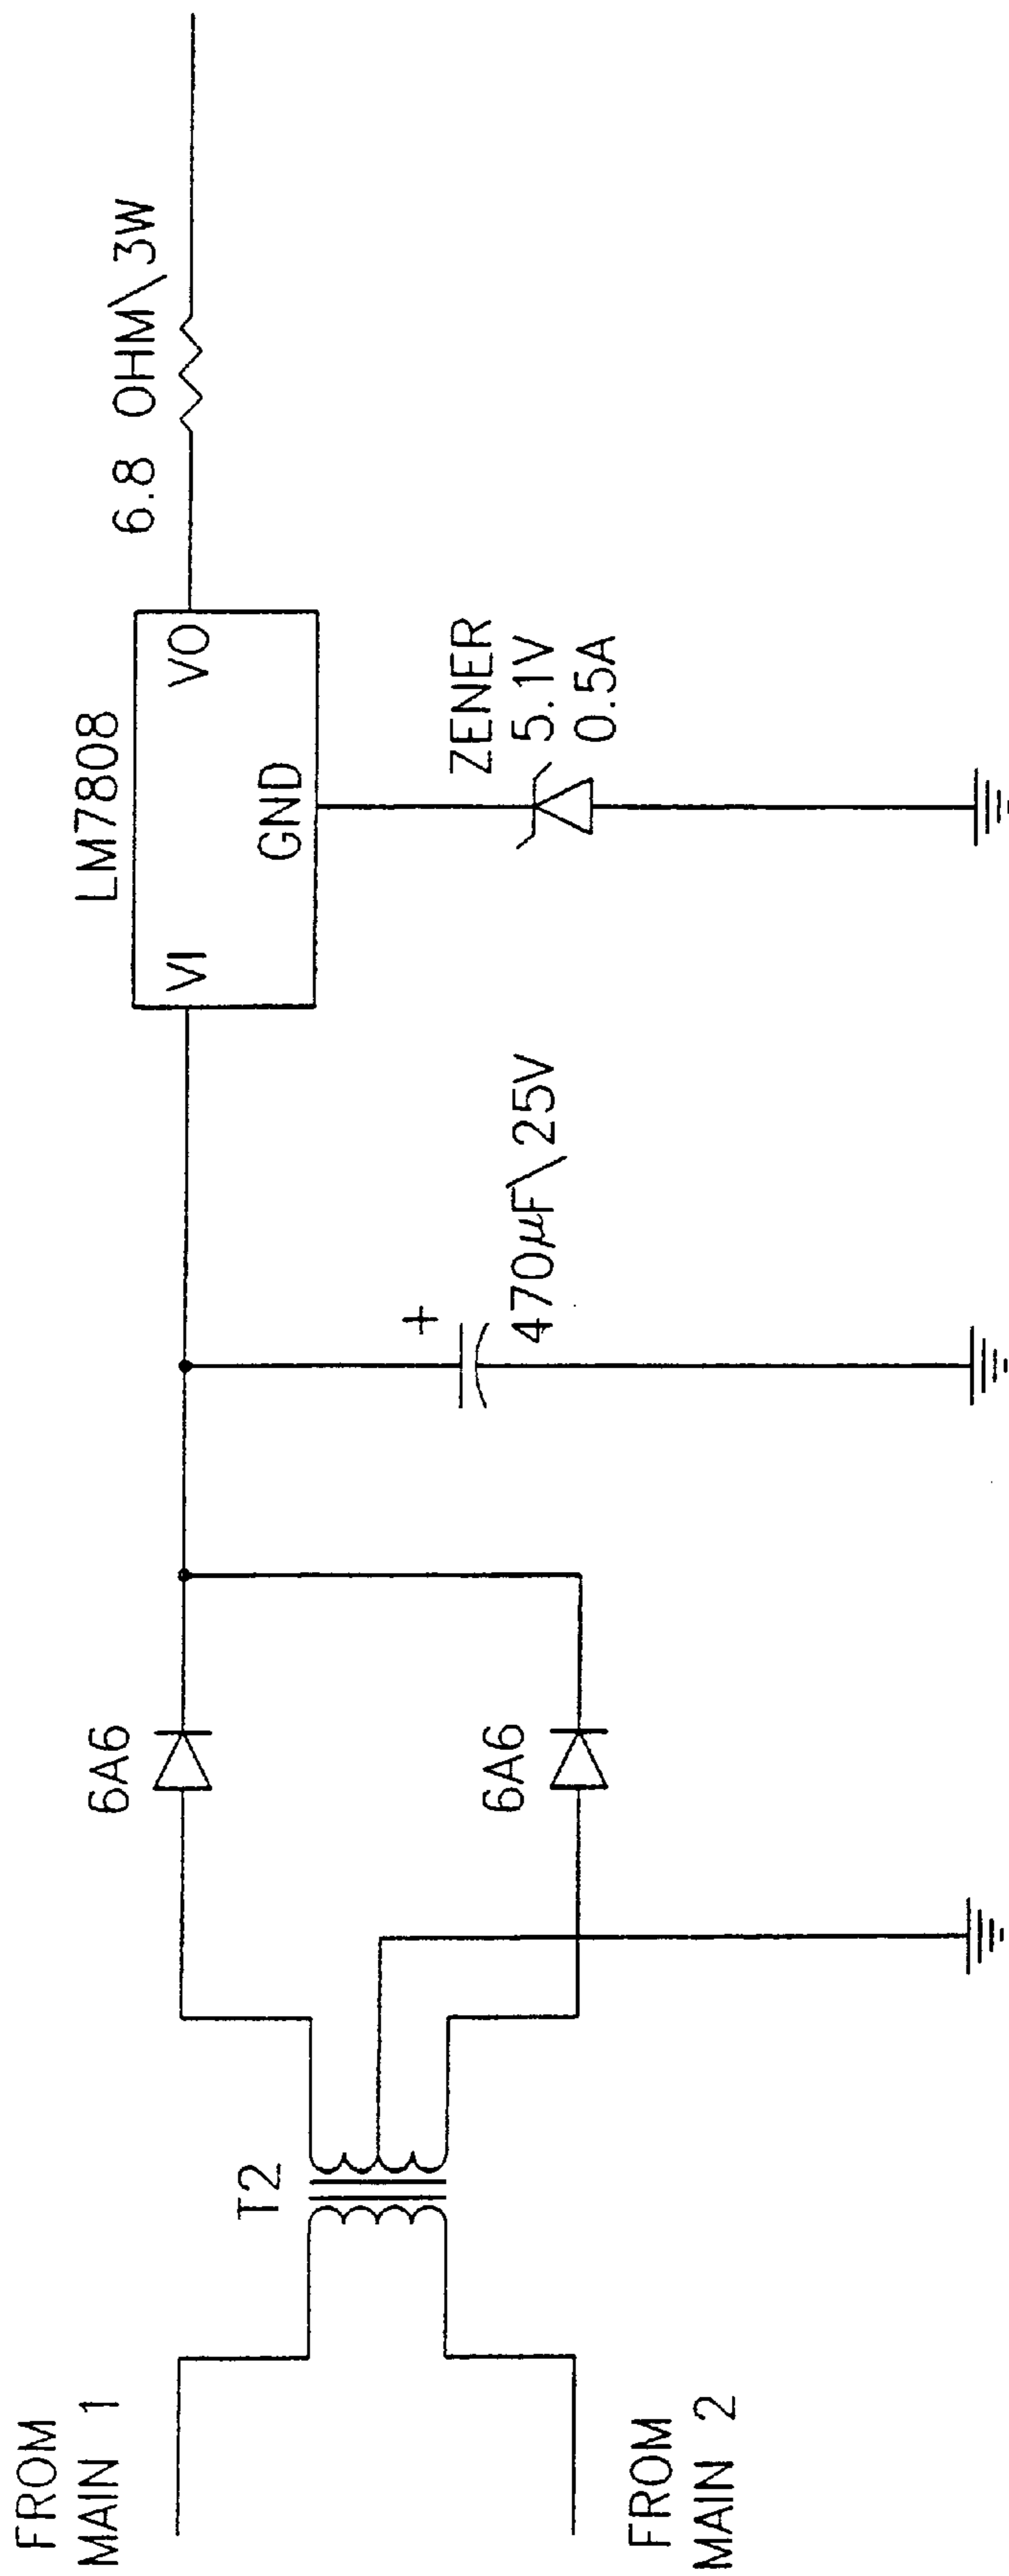 FROM
MAIN 1
FROM
MAIN 2
T2
6A6
6A6
470µF\25V
+
LM7808
VI
GND
VO
ZENER
5.1V
0.5A
6.8 OHM\3W